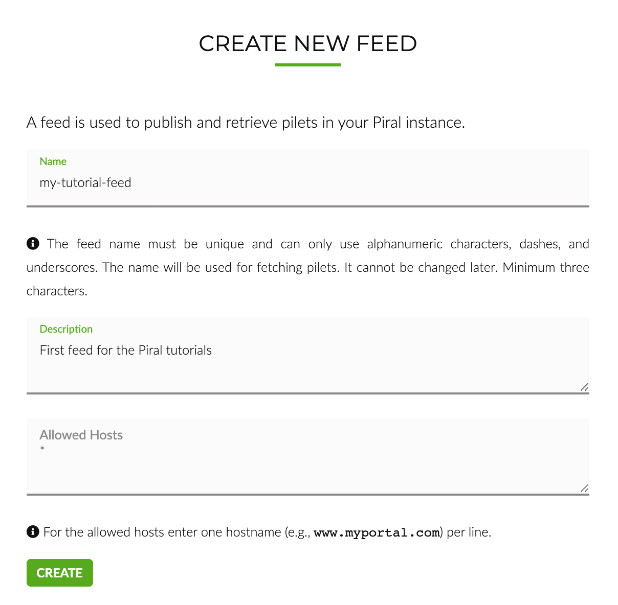 CREATE NEW FEED
A feed is used to publish and retrieve pilets in your Piral instance.
Name
my-tutorial-feed
The feed name must be unique and can only use alphanumeric characters, dashes, and
underscores. The name will be used for fetching pilets. It cannot be changed later. Minimum three
characters.
Description
First feed for the Piral tutorials
Allowed Hosts
*
For the allowed hosts enter one hostname (e.g., www.myportal.com) per line.
CREATE